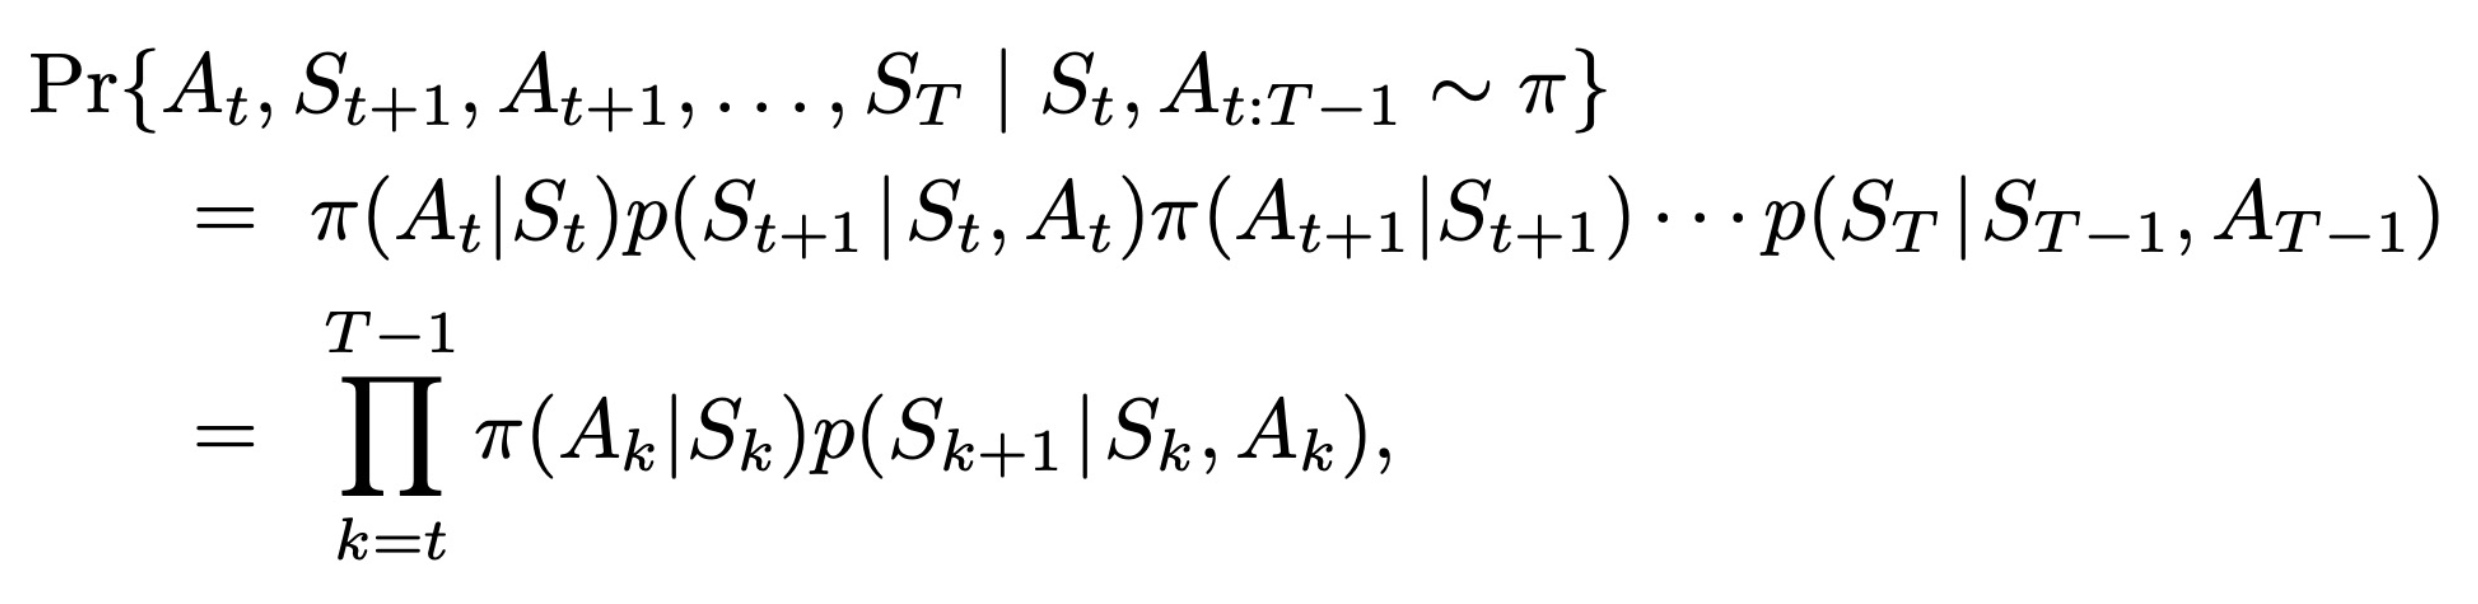 Pr{A_t, S_{t+1}, A_{t+1}, . . . , S_T | S_t, A_{t:T−1} ∼ π}
= π(A_t|S_t)p(S_{t+1} | S_t, A_t)π(A_{t+1}|S_{t+1}) · · · p(S_T | S_{T−1}, A_{T−1})
= ∏_{k=t}^{T−1} π(A_k|S_k)p(S_{k+1} | S_k, A_k),